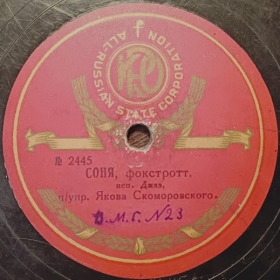 ALL-RUSSIAN STATE CORPORATION
№ 2445
СОНЯ, фокстротт.
исп. Джаз,
п/упр. Якова Скоморовского.
О.М.Г. №23